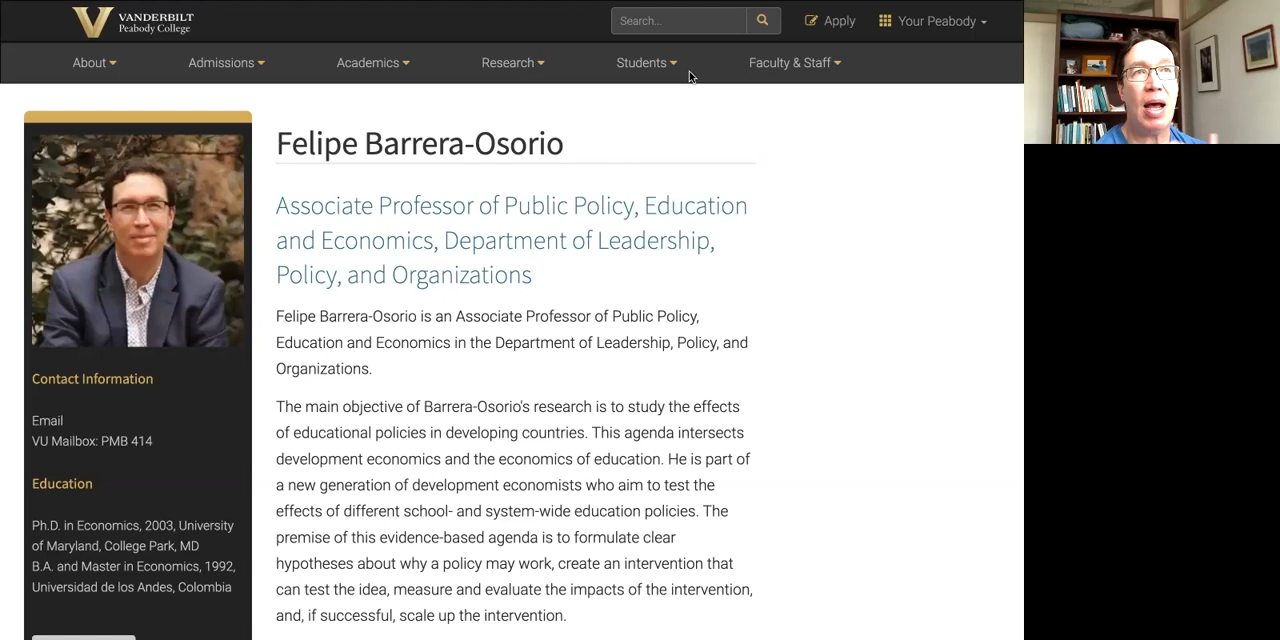 VANDERBILT
Peabody College
Search...
Apply
Your Peabody
About
Admissions
Academics
Research
Students
Faculty & Staff
Felipe Barrera-Osorio
Associate Professor of Public Policy, Education
and Economics, Department of Leadership,
Policy, and Organizations
Felipe Barrera-Osorio is an Associate Professor of Public Policy,
Education and Economics in the Department of Leadership, Policy, and
Organizations.
The main objective of Barrera-Osorio's research is to study the effects
of educational policies in developing countries. This agenda intersects
development economics and the economics of education. He is part of
a new generation of development economists who aim to test the
effects of different school- and system-wide education policies. The
premise of this evidence-based agenda is to formulate clear
hypotheses about why a policy may work, create an intervention that
can test the idea, measure and evaluate the impacts of the intervention,
and, if successful, scale up the intervention.
Contact Information
Email
VU Mailbox: PMB 414
Education
Ph.D. in Economics, 2003, University
of Maryland, College Park, MD
B.A. and Master in Economics, 1992,
Universidad de los Andes, Colombia